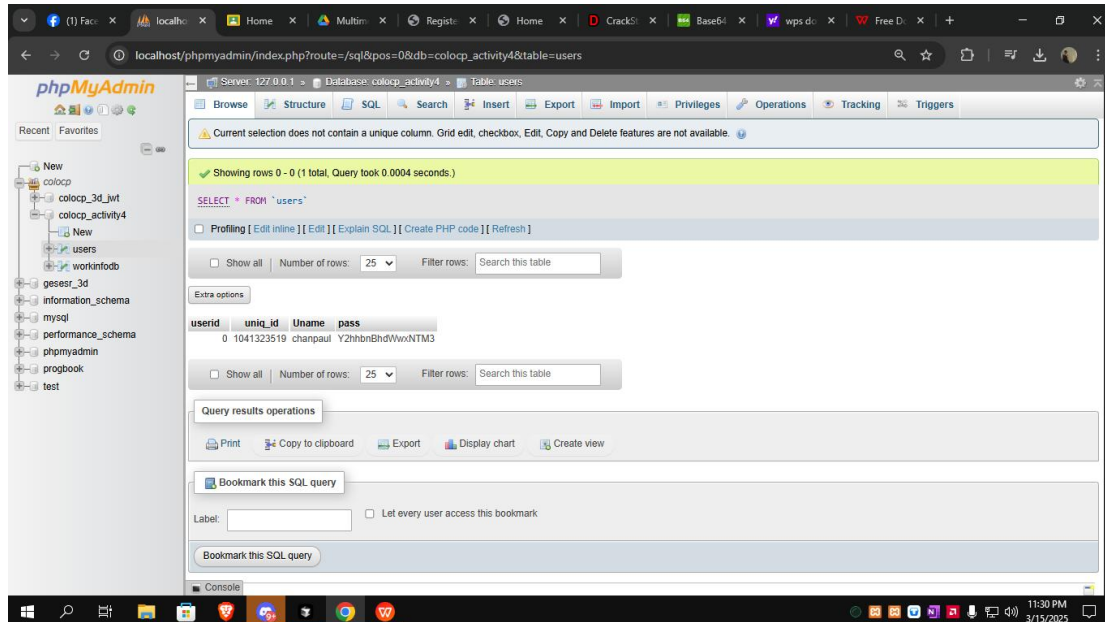 (1) Face
localho
Home
Multime
Registe
Home
CrackSt
Base64
wps do
Free Do
localhost/phpmyadmin/index.php?route=/sql&pos=0&db=colocp_activity4&table=users
phpMyAdmin
Recent Favorites
New
colocp
colocp_3d_jwt
colocp_activity4
New
users
workinfodb
gesesr_3d
information_schema
mysql
performance_schema
phpmyadmin
progbook
test
Server: 127.0.0.1 » Database: colocp_activity4 » Table: users
Browse Structure SQL Search Insert Export Import Privileges Operations Tracking Triggers
Current selection does not contain a unique column. Grid edit, checkbox, Edit, Copy and Delete features are not available.
Showing rows 0 - 0 (1 total, Query took 0.0004 seconds.)
SELECT * FROM `users`
Profiling [ Edit inline ] [ Edit ] [ Explain SQL ] [ Create PHP code ] [ Refresh ]
Show all | Number of rows: 25 Filter rows: Search this table
Extra options
userid uniq_id Uname pass
0 1041323519 chanpaul Y2hhbnBhdWwxNTM3
Show all | Number of rows: 25 Filter rows: Search this table
Query results operations
Print Copy to clipboard Export Display chart Create view
Bookmark this SQL query
Label: Let every user access this bookmark
Bookmark this SQL query
Console
11:30 PM
3/15/2025